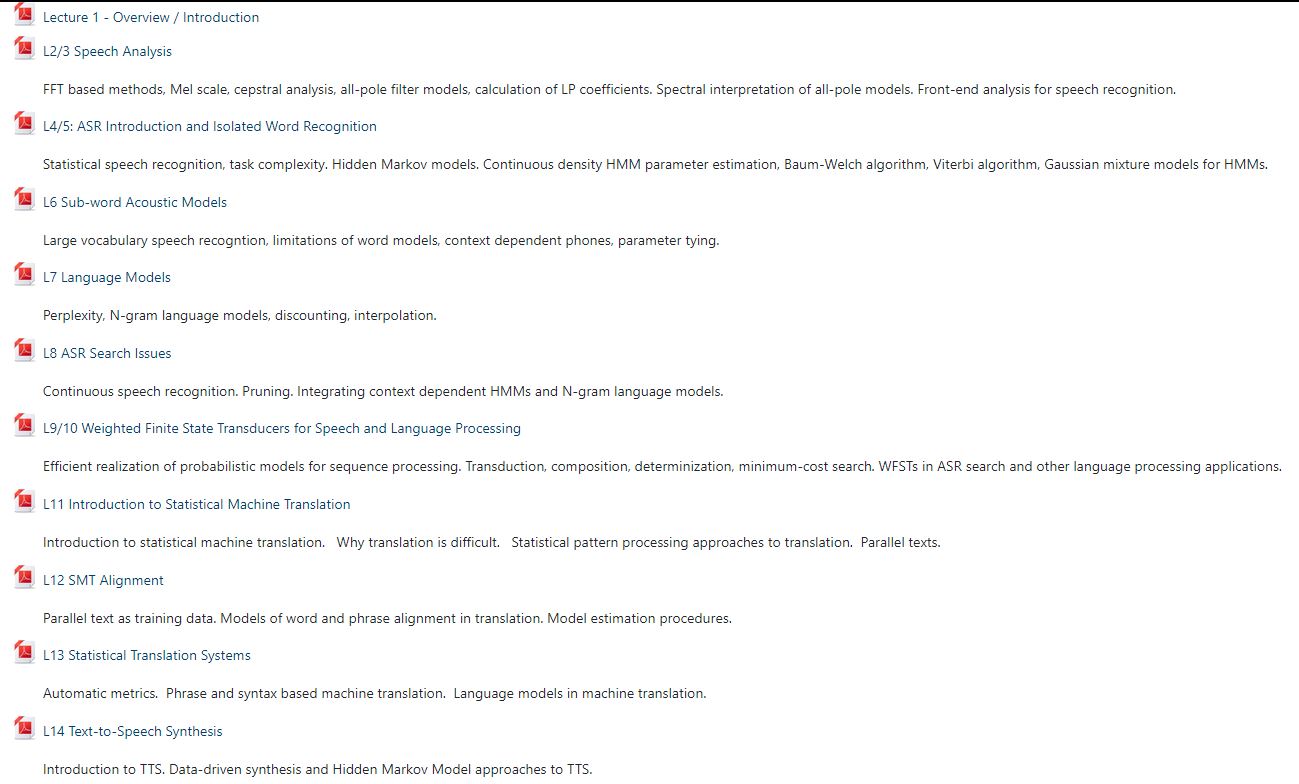 Lecture 1 - Overview / Introduction
L2/3 Speech Analysis
FFT based methods, Mel scale, cepstral analysis, all-pole filter models, calculation of LP coefficients. Spectral interpretation of all-pole models. Front-end analysis for speech recognition.
L4/5: ASR Introduction and Isolated Word Recognition
Statistical speech recognition, task complexity. Hidden Markov models. Continuous density HMM parameter estimation, Baum-Welch algorithm, Viterbi algorithm, Gaussian mixture models for HMMs.
L6 Sub-word Acoustic Models
Large vocabulary speech recogntion, limitations of word models, context dependent phones, parameter tying.
L7 Language Models
Perplexity, N-gram language models, discounting, interpolation.
L8 ASR Search Issues
Continuous speech recognition. Pruning. Integrating context dependent HMMs and N-gram language models.
L9/10 Weighted Finite State Transducers for Speech and Language Processing
Efficient realization of probabilistic models for sequence processing. Transduction, composition, determinization, minimum-cost search. WFSTs in ASR search and other language processing applications.
L11 Introduction to Statistical Machine Translation
Introduction to statistical machine translation.   Why translation is difficult.   Statistical pattern processing approaches to translation.  Parallel texts.
L12 SMT Alignment
Parallel text as training data. Models of word and phrase alignment in translation. Model estimation procedures.
L13 Statistical Translation Systems
Automatic metrics.  Phrase and syntax based machine translation.  Language models in machine translation.
L14 Text-to-Speech Synthesis
Introduction to TTS. Data-driven synthesis and Hidden Markov Model approaches to TTS.